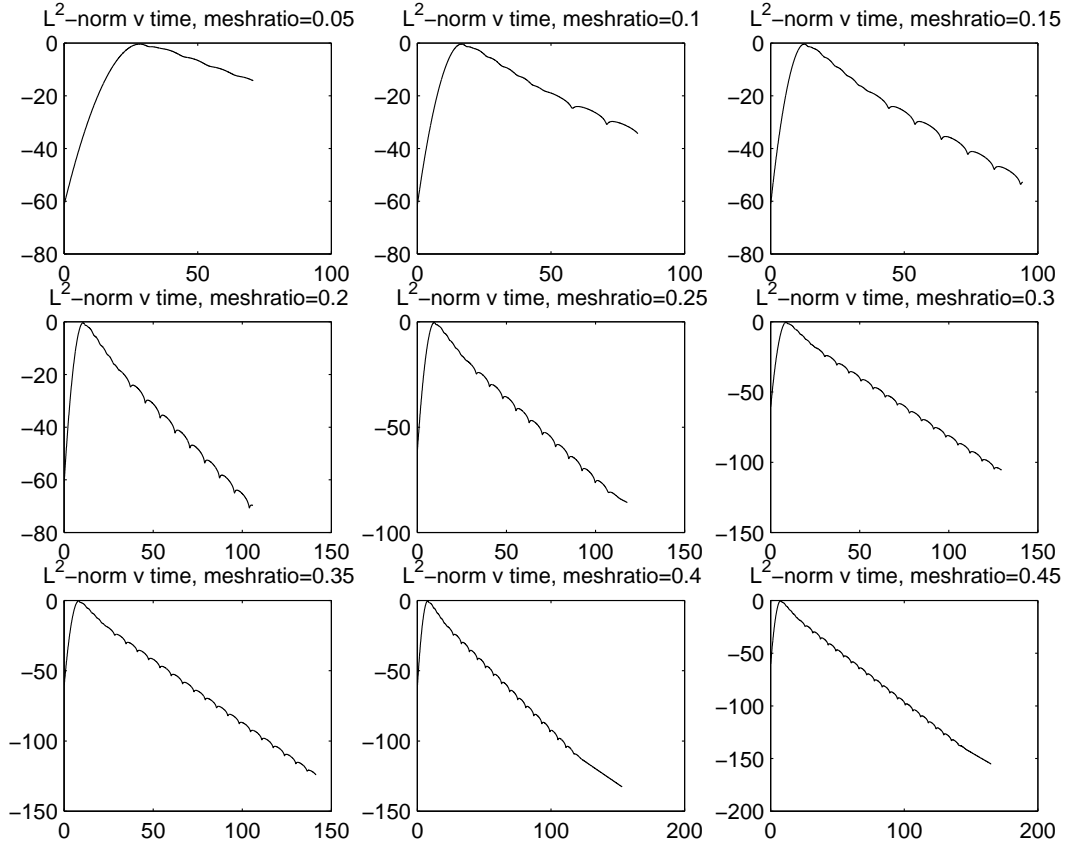 L²−norm v time, meshratio=0.05
L²−norm v time, meshratio=0.1
L²−norm v time, meshratio=0.15
0
−20
−40
−60
−80
0 50 100
0
−20
−40
−60
−80
0 50 100
0
−20
−40
−60
−80
0 50 100
L²−norm v time, meshratio=0.2
L²−norm v time, meshratio=0.25
L²−norm v time, meshratio=0.3
0
−20
−40
−60
−80
0 50 100 150
0
−50
−100
0 50 100 150
0
−50
−100
−150
0 50 100 150
L²−norm v time, meshratio=0.35
L²−norm v time, meshratio=0.4
L²−norm v time, meshratio=0.45
0
−50
−100
−150
0 50 100 150
0
−50
−100
−150
0 100 200
0
−50
−100
−150
−200
0 100 200